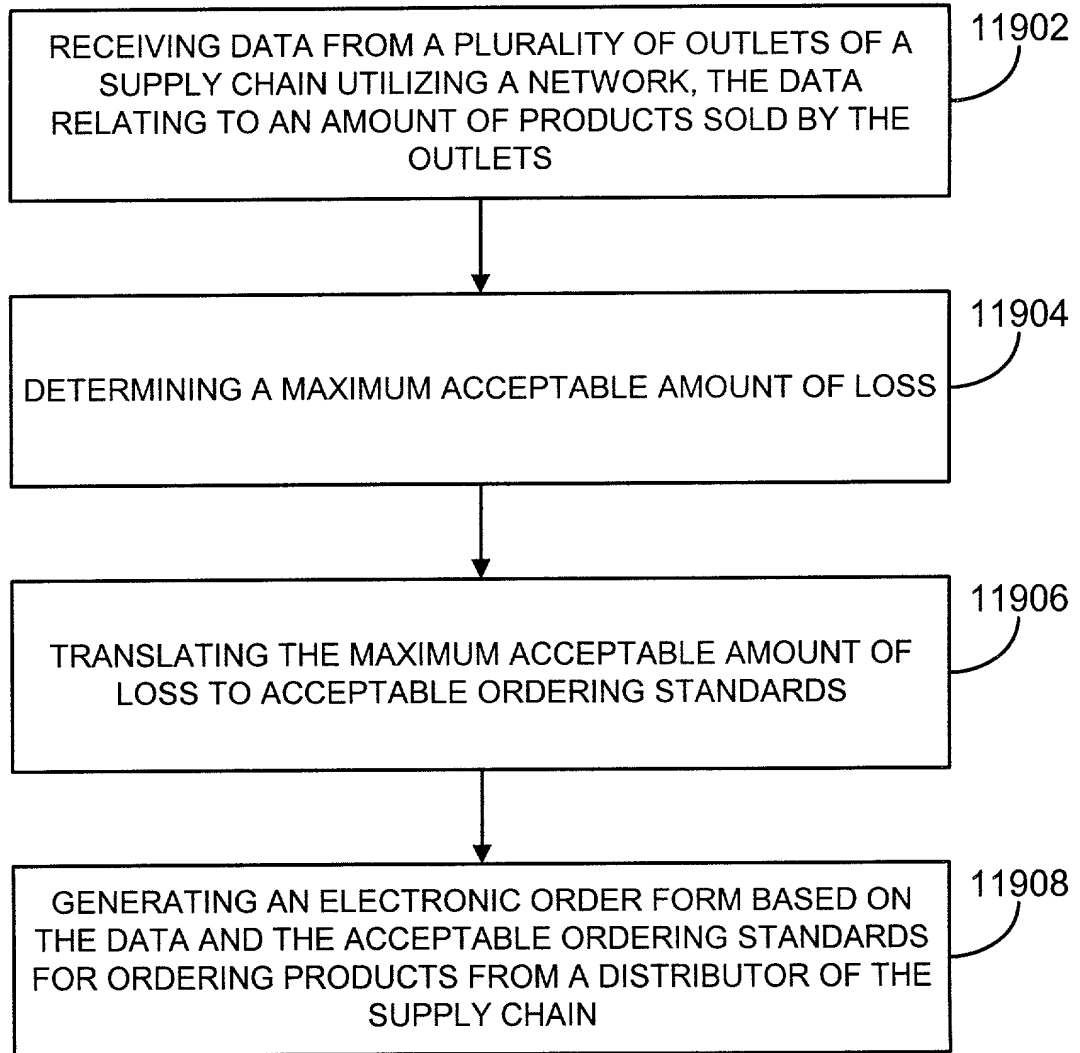 RECEIVING DATA FROM A PLURALITY OF OUTLETS OF A
SUPPLY CHAIN UTILIZING A NETWORK, THE DATA
RELATING TO AN AMOUNT OF PRODUCTS SOLD BY THE
OUTLETS
11902
DETERMINING A MAXIMUM ACCEPTABLE AMOUNT OF LOSS
11904
TRANSLATING THE MAXIMUM ACCEPTABLE AMOUNT OF
LOSS TO ACCEPTABLE ORDERING STANDARDS
11906
GENERATING AN ELECTRONIC ORDER FORM BASED ON
THE DATA AND THE ACCEPTABLE ORDERING STANDARDS
FOR ORDERING PRODUCTS FROM A DISTRIBUTOR OF THE
SUPPLY CHAIN
11908